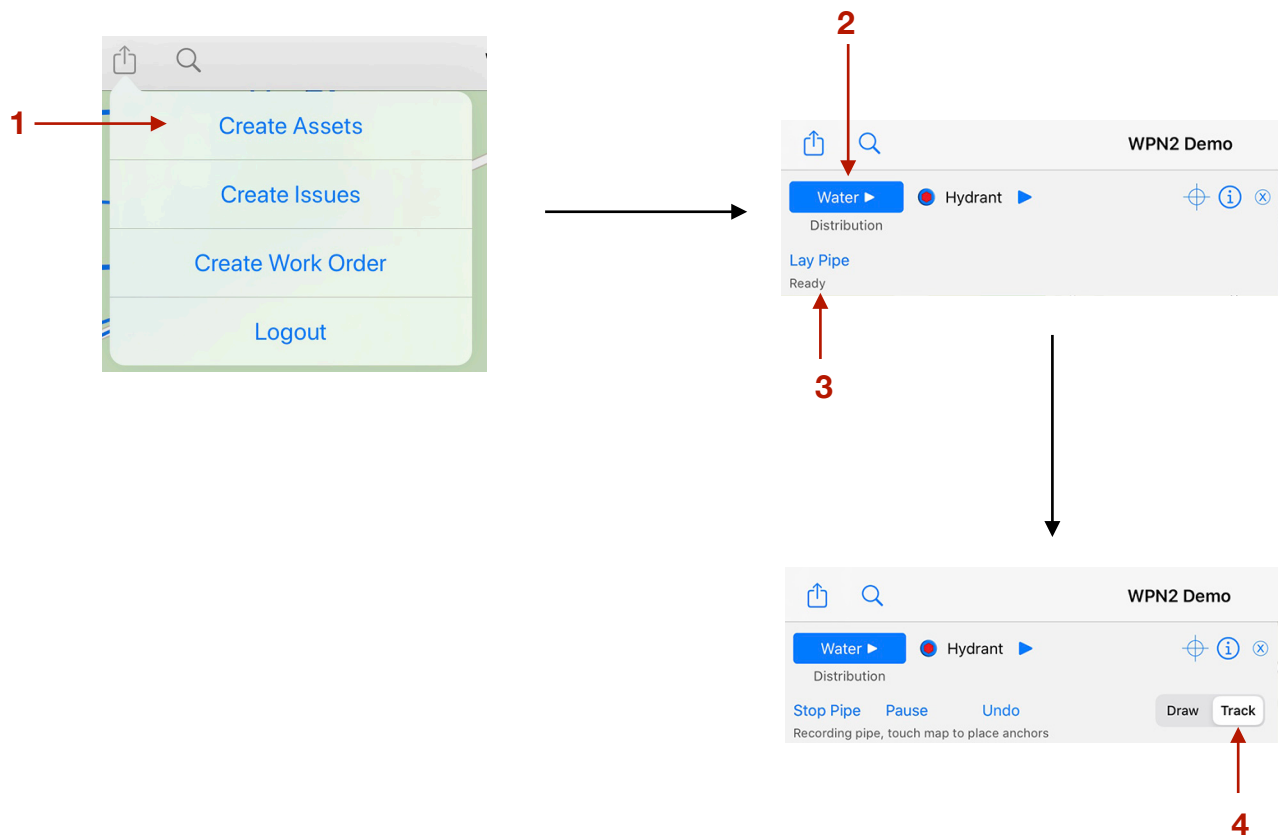 1
Create Assets
Create Issues
Create Work Order
Logout
2
WPN2 Demo
Water ▶ Hydrant ▶
Distribution
Lay Pipe
Ready
3
WPN2 Demo
Water ▶ Hydrant ▶
Distribution
Stop Pipe Pause Undo Draw Track
Recording pipe, touch map to place anchors
4